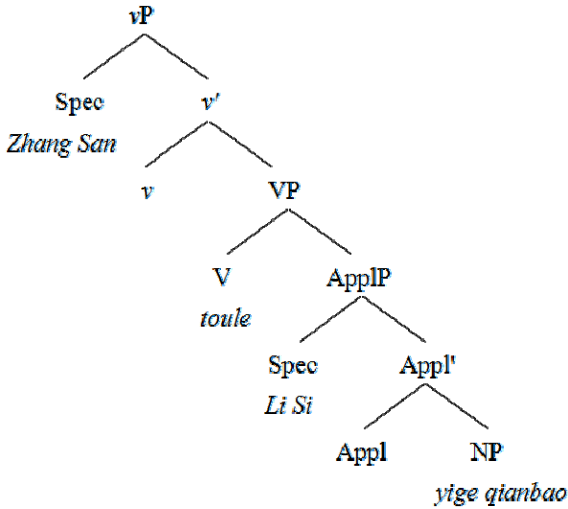 vP
Spec v'
Zhang San
v VP
V ApplP
toule
Spec Appl'
Li Si
Appl NP
yige qianbao